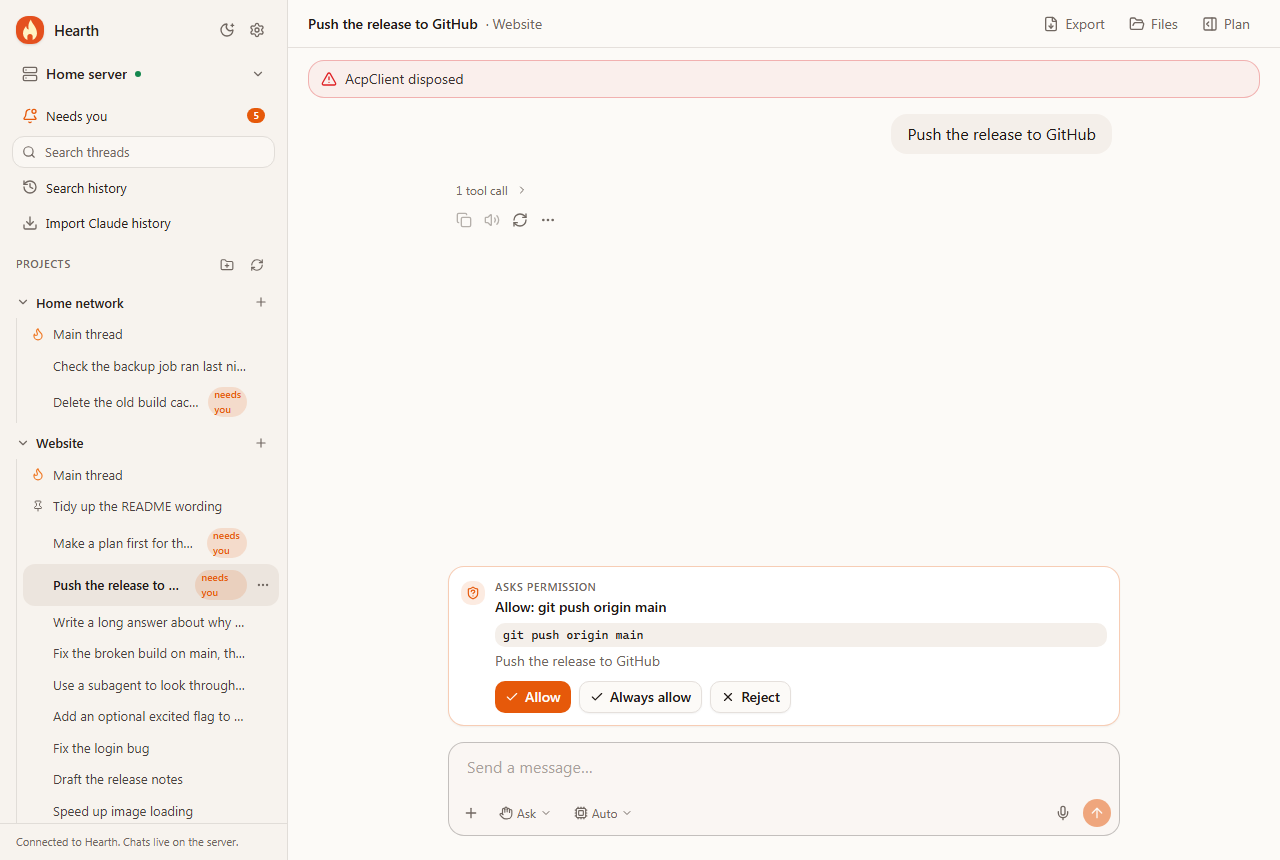 Hearth
Home server
Needs you 5
Search threads
Search history
Import Claude history
PROJECTS
Home network
Main thread
Check the backup job ran last ni...
Delete the old build cac... needs you
Website
Main thread
Tidy up the README wording
Make a plan first for th... needs you
Push the release to ... needs you
Write a long answer about why ...
Fix the broken build on main, th...
Use a subagent to look through...
Add an optional excited flag to ...
Fix the login bug
Draft the release notes
Speed up image loading
Connected to Hearth. Chats live on the server.
Push the release to GitHub · Website
Export Files Plan
AcpClient disposed
Push the release to GitHub
1 tool call
ASKS PERMISSION
Allow: git push origin main
git push origin main
Push the release to GitHub
Allow Always allow Reject
Send a message...
Ask Auto